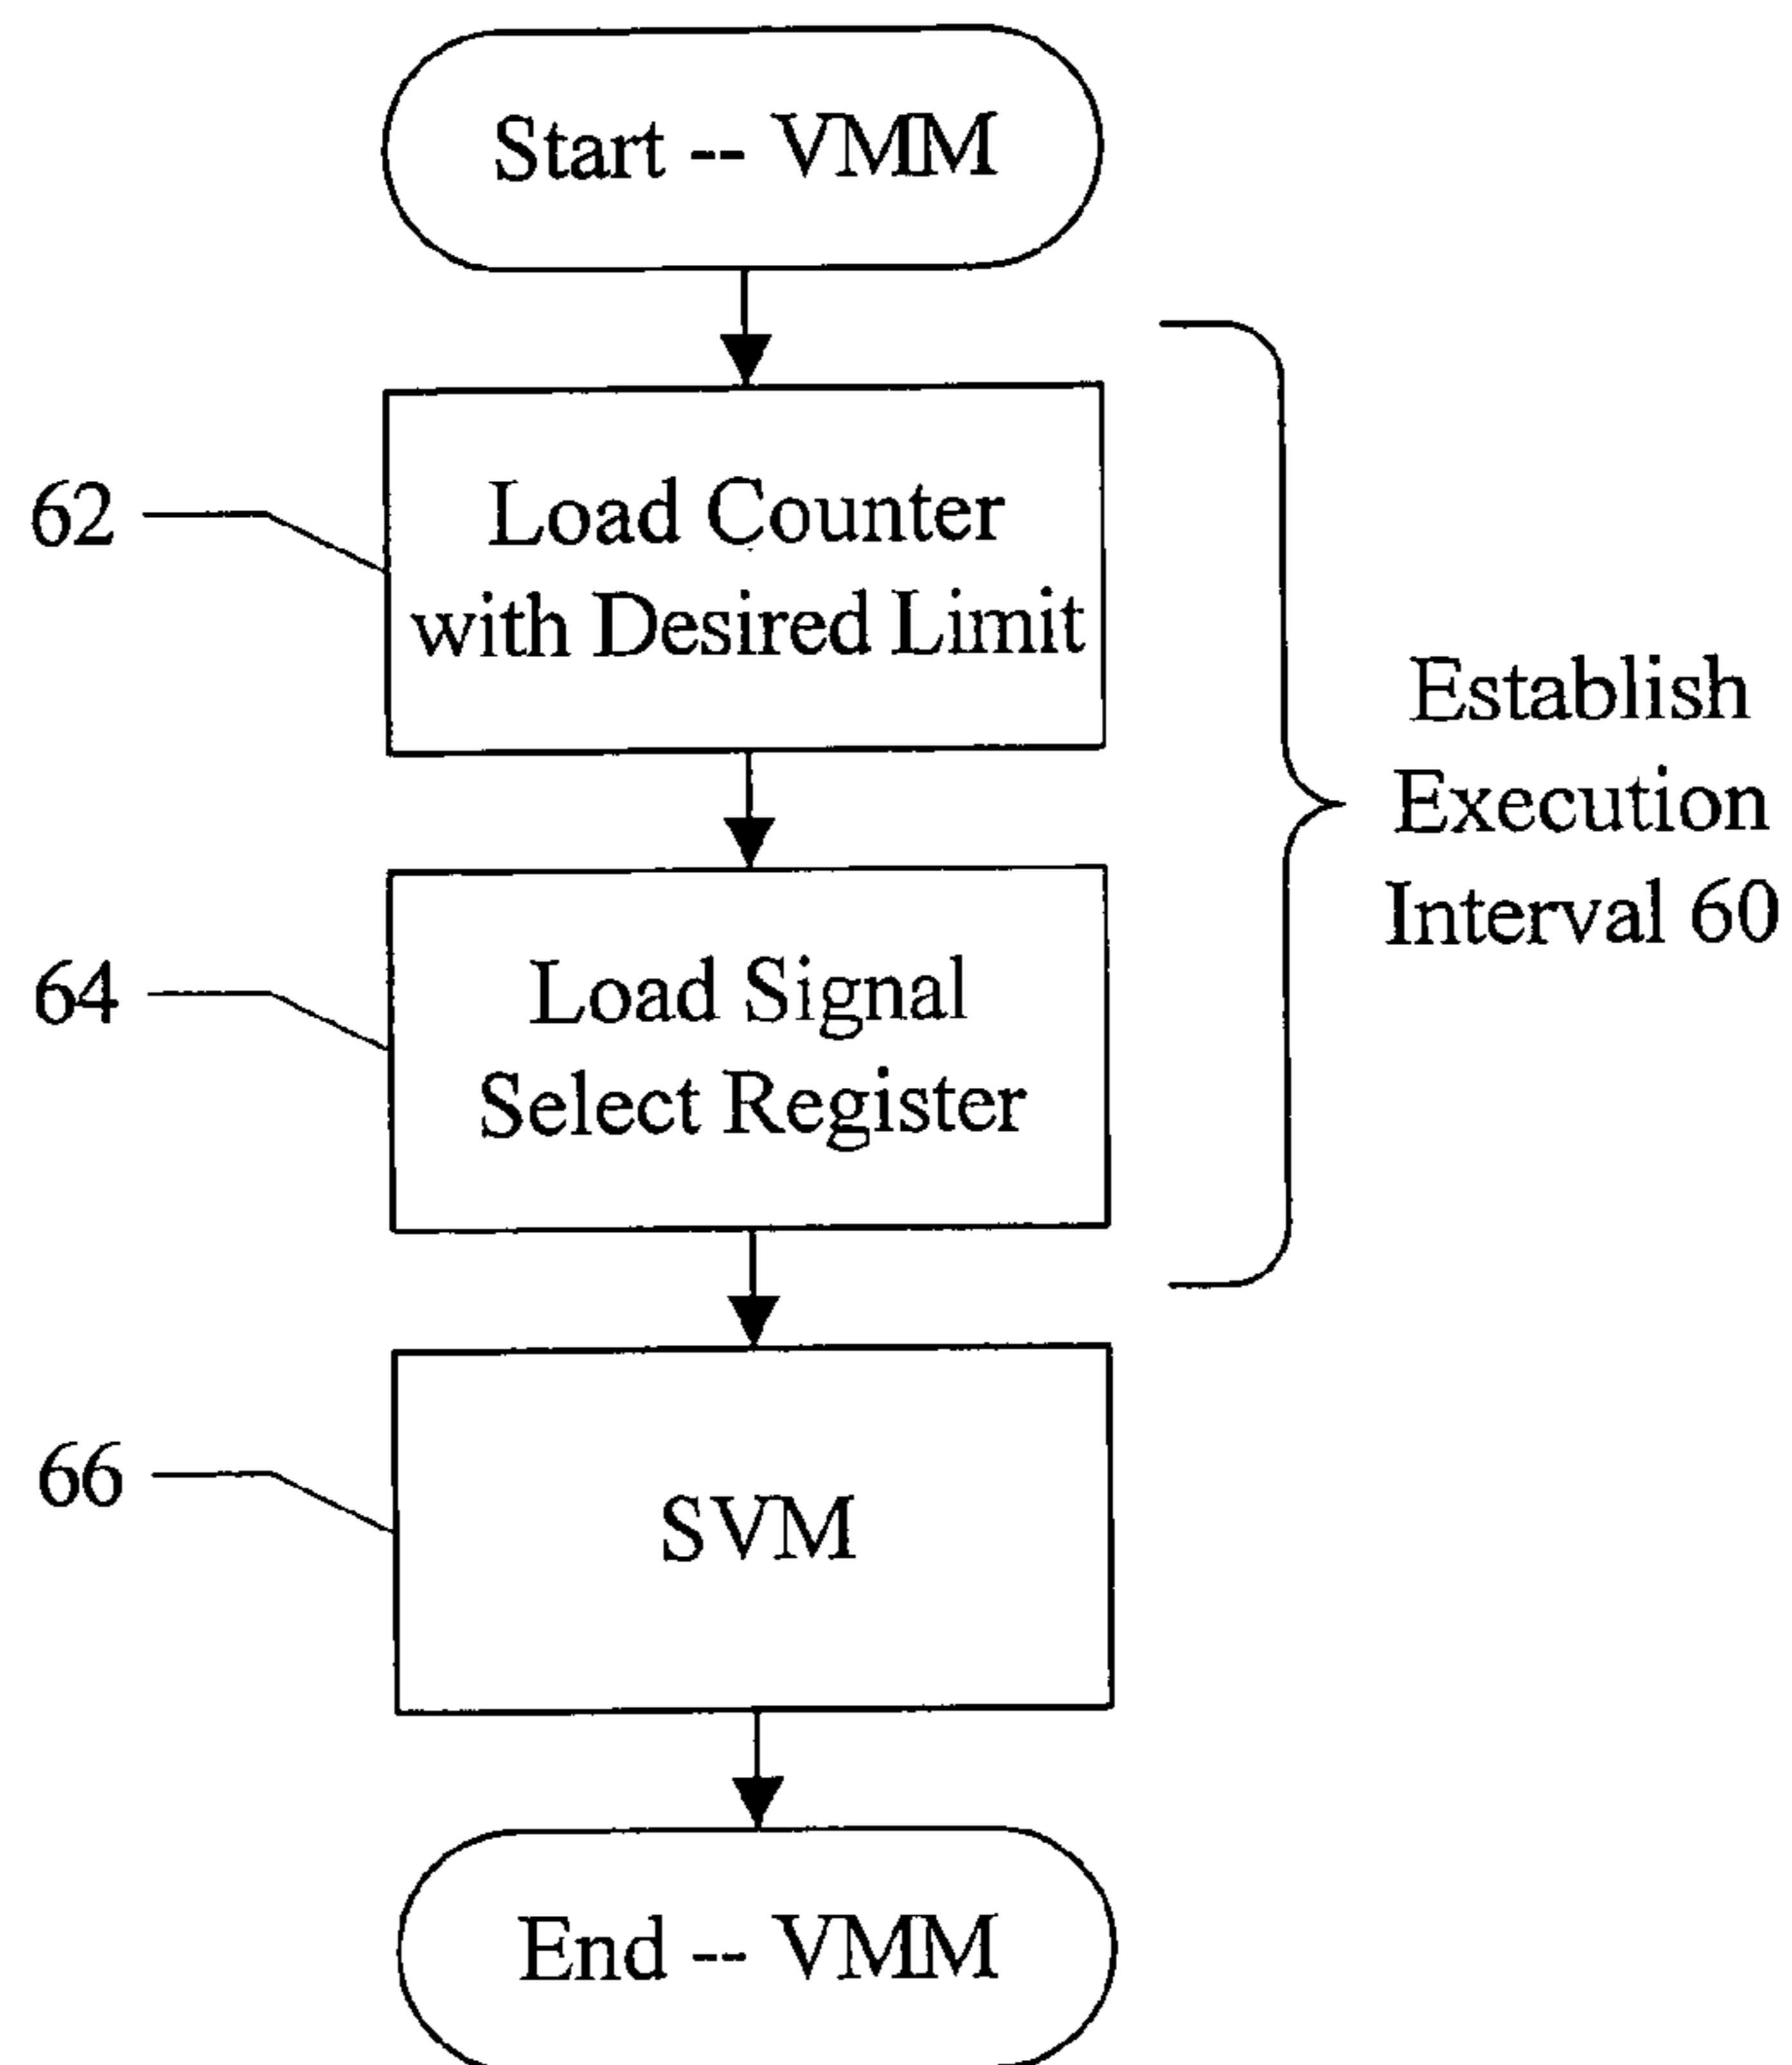 Start -- VMM
62
Load Counter
with Desired Limit
Establish
Execution
Interval 60
64
Load Signal
Select Register
66
SVM
End -- VMM